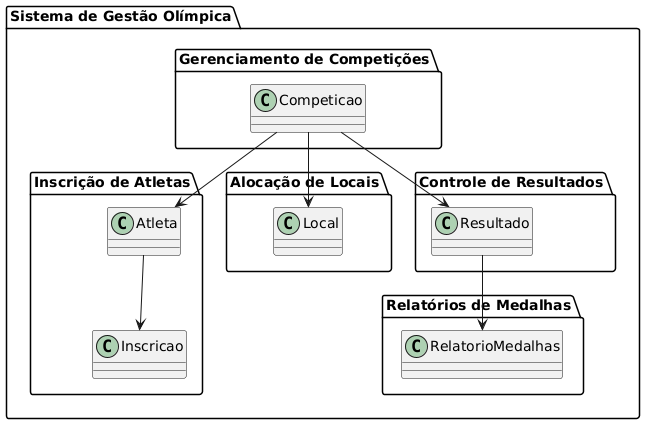 Sistema de Gestão Olímpica
Gerenciamento de Competições
C Competicao
Inscrição de Atletas
Alocação de Locais
Controle de Resultados
C Atleta
C Local
C Resultado
Relatórios de Medalhas
C Inscricao
C RelatorioMedalhas